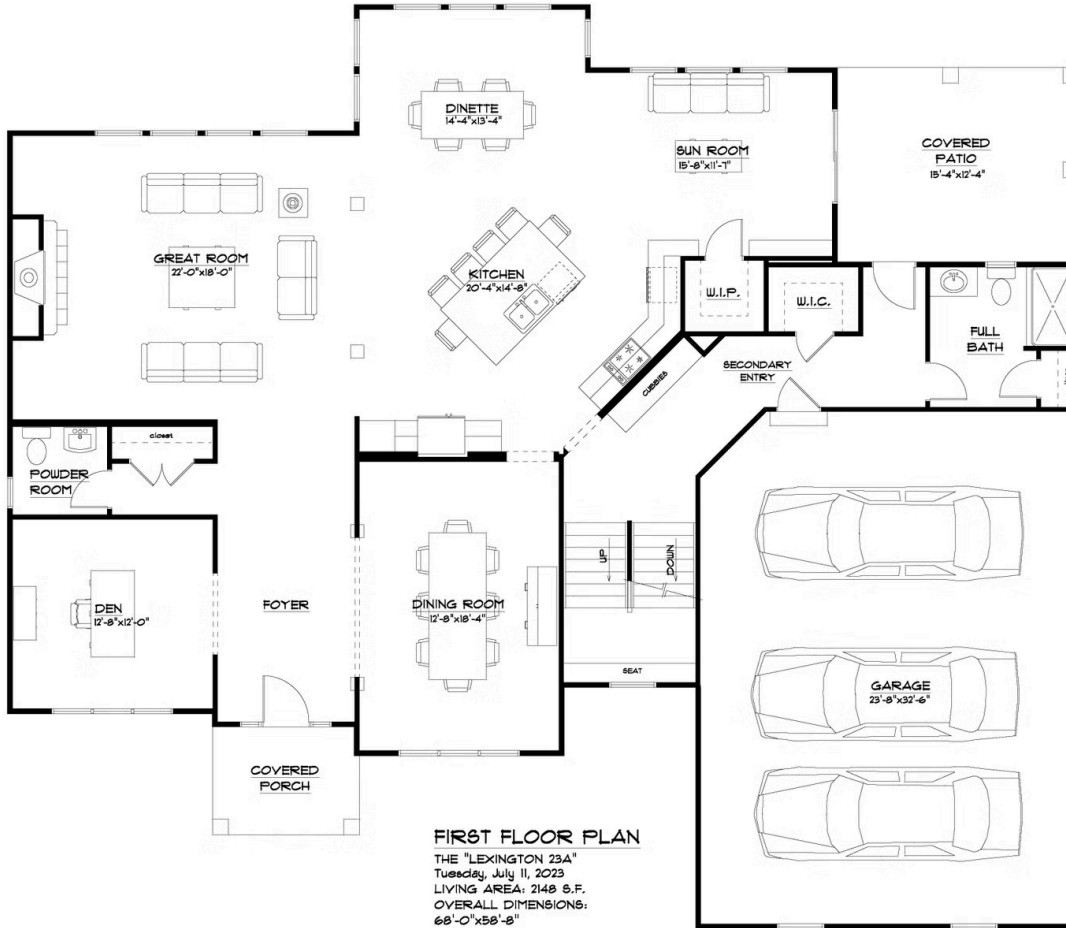 DINETTE
14'-4"x13'-4"
SUN ROOM
15'-8"x11'-7"
COVERED
PATIO
15'-4"x12'-4"
GREAT ROOM
22'-0"x18'-0"
KITCHEN
20'-4"x14'-8"
W.I.P.
W.I.C.
FULL
BATH
SECONDARY
ENTRY
CUBBIES
closet
POWDER
ROOM
UP
DOWN
DEN
12'-8"x12'-0"
FOYER
DINING ROOM
12'-8"x18'-4"
SEAT
GARAGE
23'-8"x32'-6"
COVERED
PORCH
FIRST FLOOR PLAN
THE "LEXINGTON 23A"
Tuesday, July 11, 2023
LIVING AREA: 2148 S.F.
OVERALL DIMENSIONS:
68'-0"x58'-8"